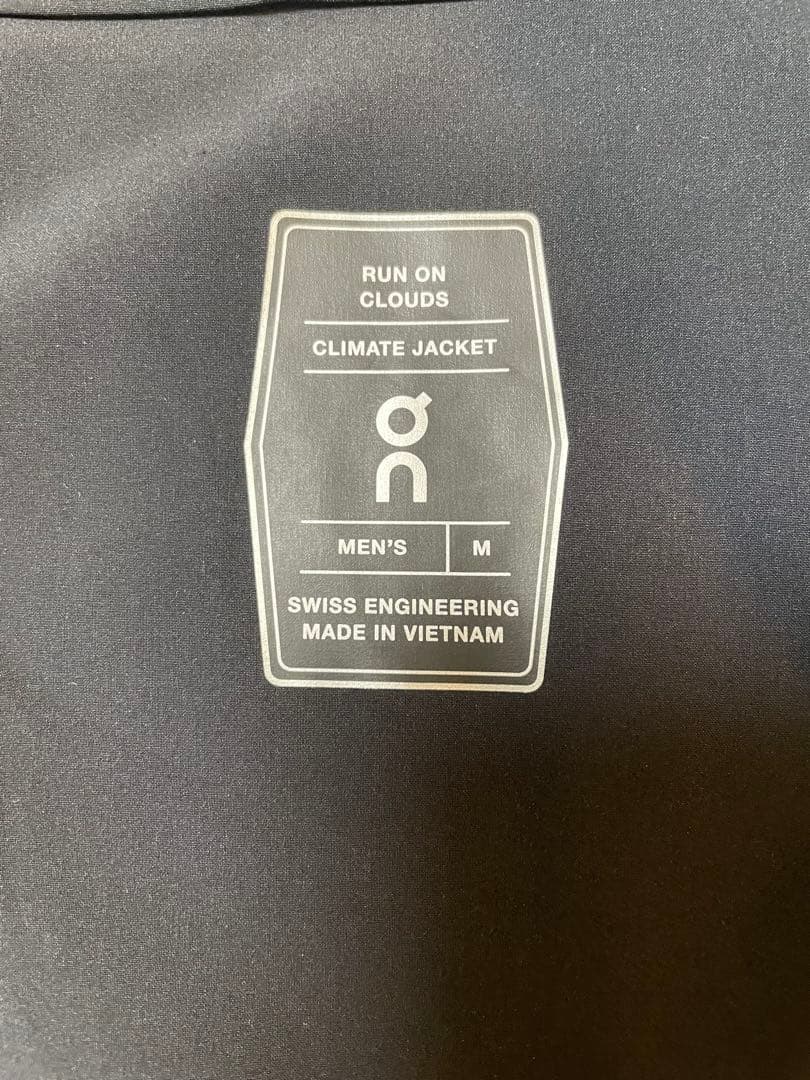 RUN ON
CLOUDS
CLIMATE JACKET
MEN'S M
SWISS ENGINEERING
MADE IN VIETNAM